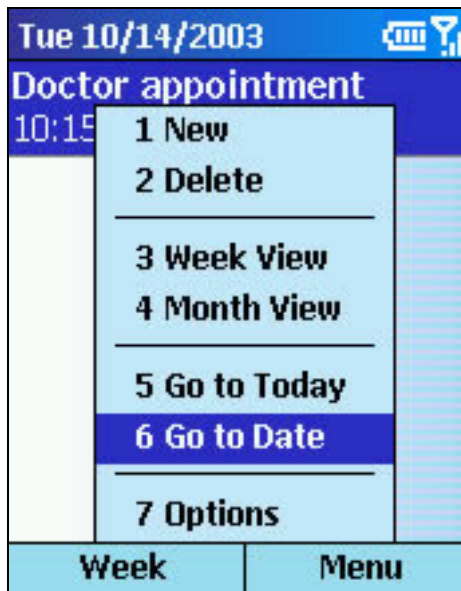 Tue 10/14/2003
Doctor appointment
10:15
1 New
2 Delete
3 Week View
4 Month View
5 Go to Today
6 Go to Date
7 Options
Week Menu